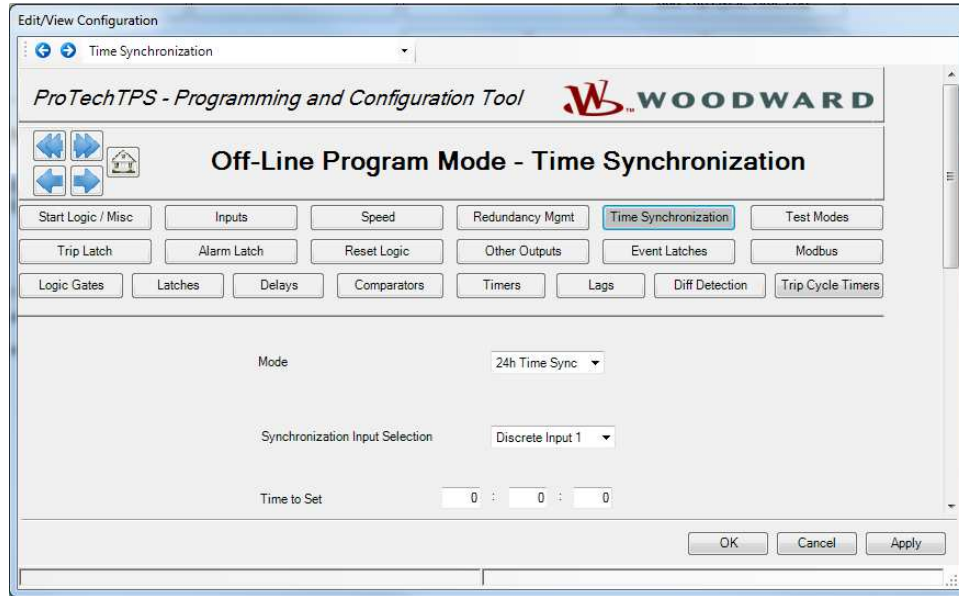 Edit/View Configuration
Time Synchronization
ProTechTPS - Programming and Configuration Tool
WOODWARD
Off-Line Program Mode - Time Synchronization
Start Logic / Misc Inputs Speed Redundancy Mgmt Time Synchronization Test Modes
Trip Latch Alarm Latch Reset Logic Other Outputs Event Latches Modbus
Logic Gates Latches Delays Comparators Timers Lags Diff Detection Trip Cycle Timers
Mode 24h Time Sync
Synchronization Input Selection Discrete Input 1
Time to Set 0 : 0 : 0
OK Cancel Apply